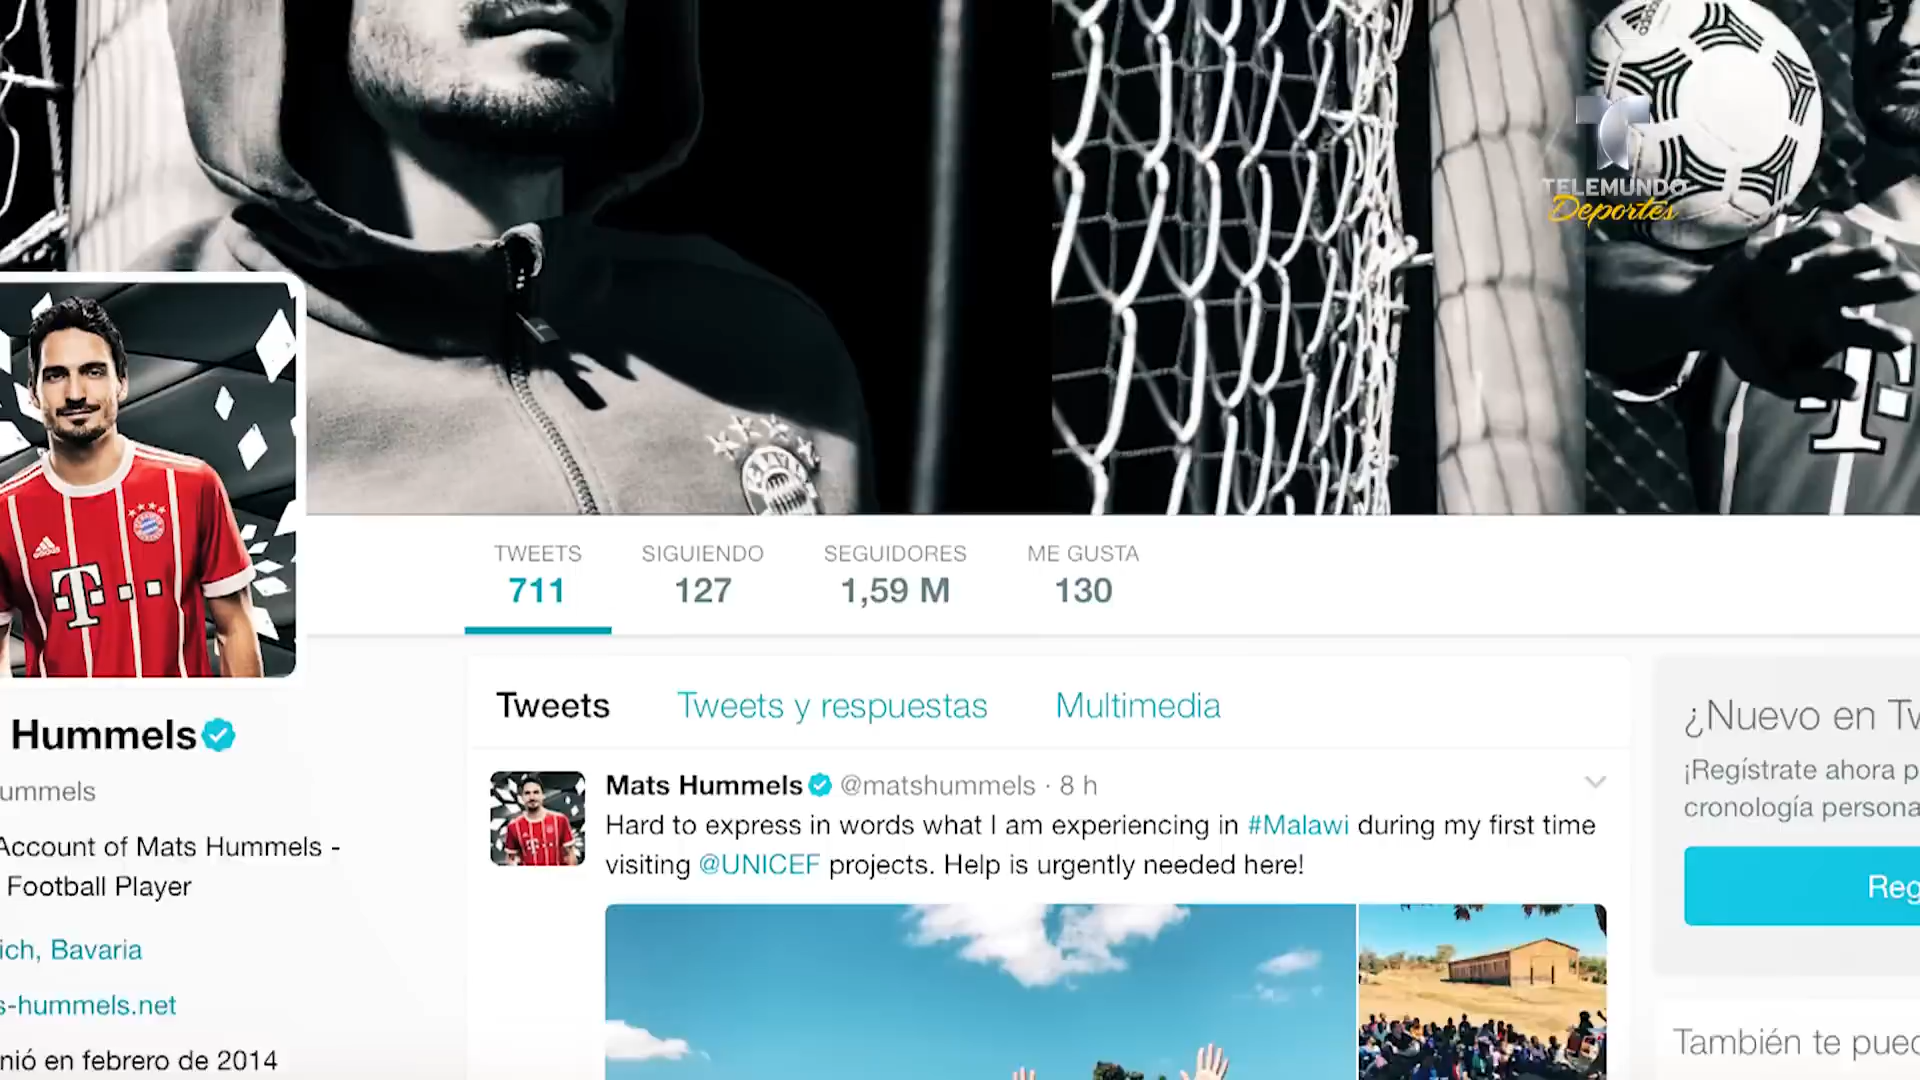 TELEMUNDO
Deportes
T
TWEETS
711
SIGUIENDO
127
SEGUIDORES
1,59 M
ME GUSTA
130
Tweets
Tweets y respuestas
Multimedia
Hummels
ummels
Account of Mats Hummels -
Football Player
ich, Bavaria
s-hummels.net
nió en febrero de 2014
Mats Hummels @matshummels · 8 h
Hard to express in words what I am experiencing in #Malawi during my first time
visiting @UNICEF projects. Help is urgently needed here!
¿Nuevo en Tw
¡Regístrate ahora p
cronología persona
Reg
También te pued